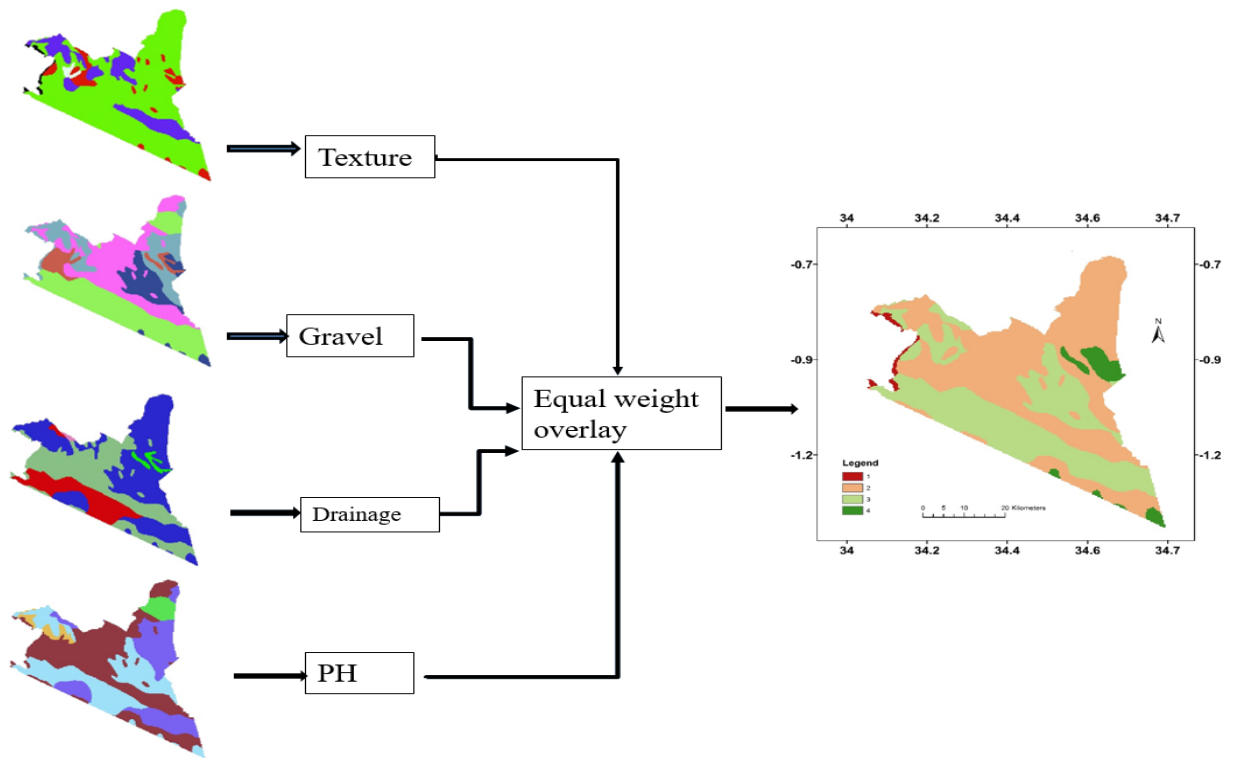 Texture
Gravel
Drainage
PH
Equal weight
overlay
34 34.2 34.4 34.6 34.7
-0.7 -0.7
N
-0.9 -0.9
-1.2 -1.2
Legend
1
2
3
4
0 5 10 20 Kilometers
34 34.2 34.4 34.6 34.7